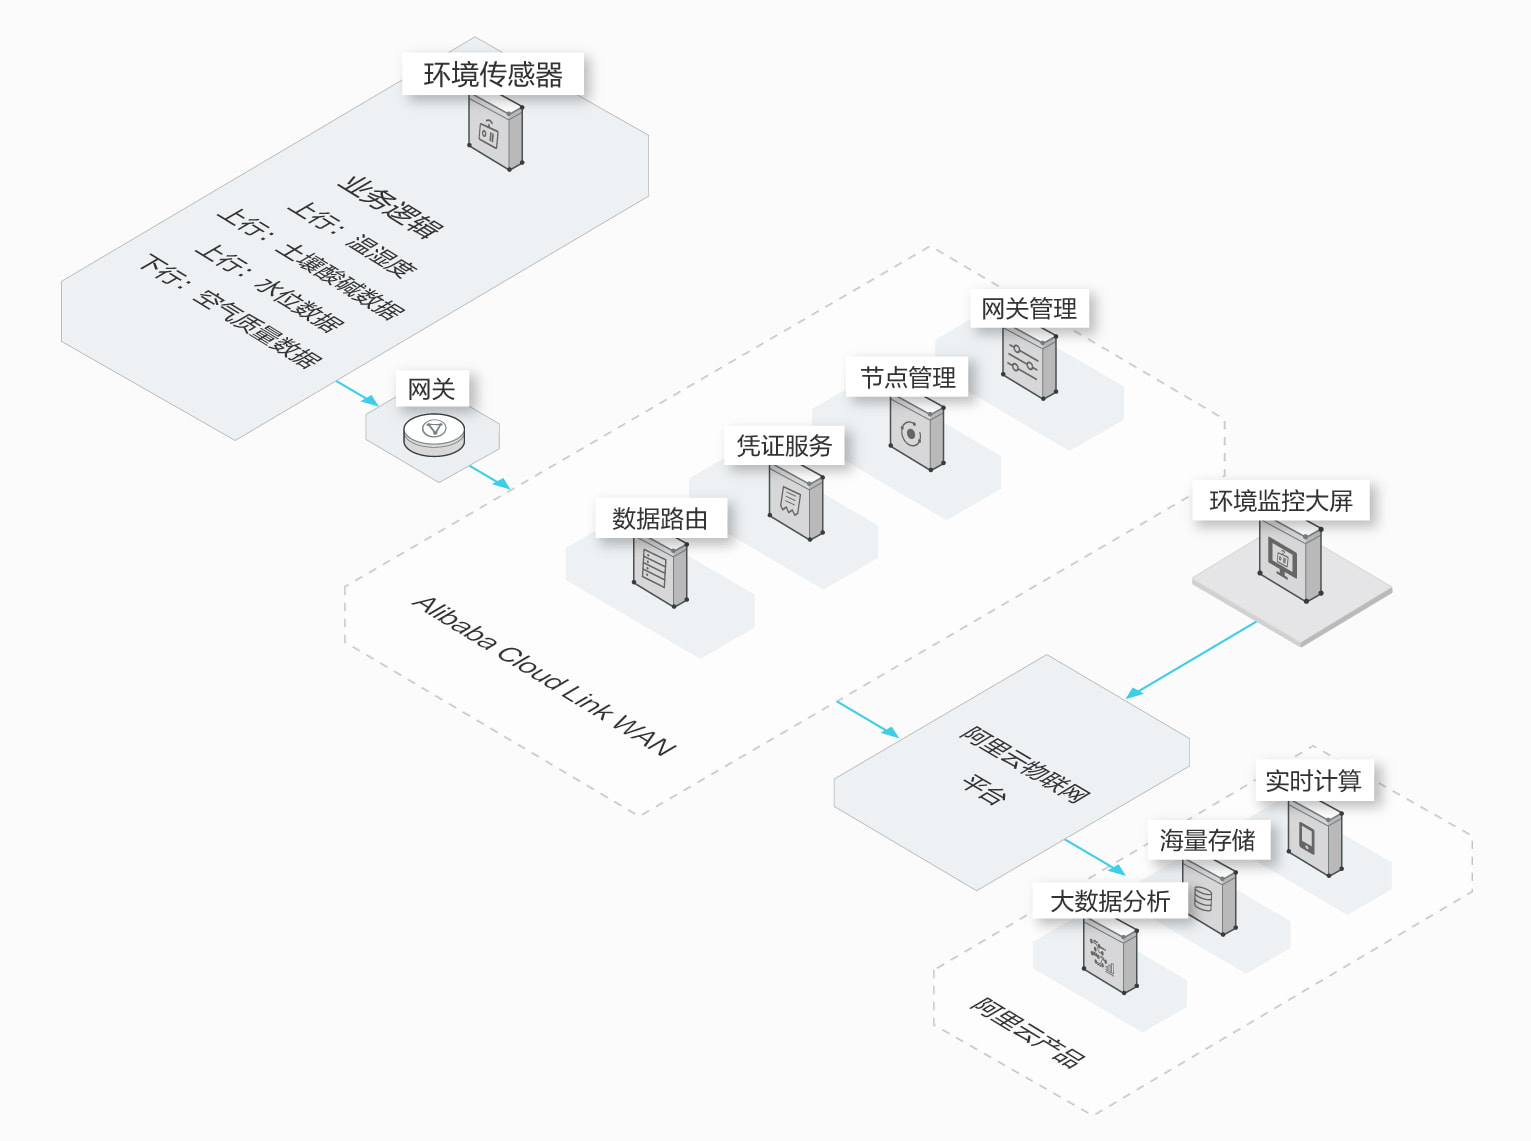 环境传感器
业务逻辑
上行：温湿度
上行：土壤酸碱数据
上行：水位数据
下行：空气质量数据
网关
网关管理
节点管理
凭证服务
数据路由
Alibaba Cloud Link WAN
环境监控大屏
阿里云物联网
平台
实时计算
海量存储
大数据分析
阿里云产品